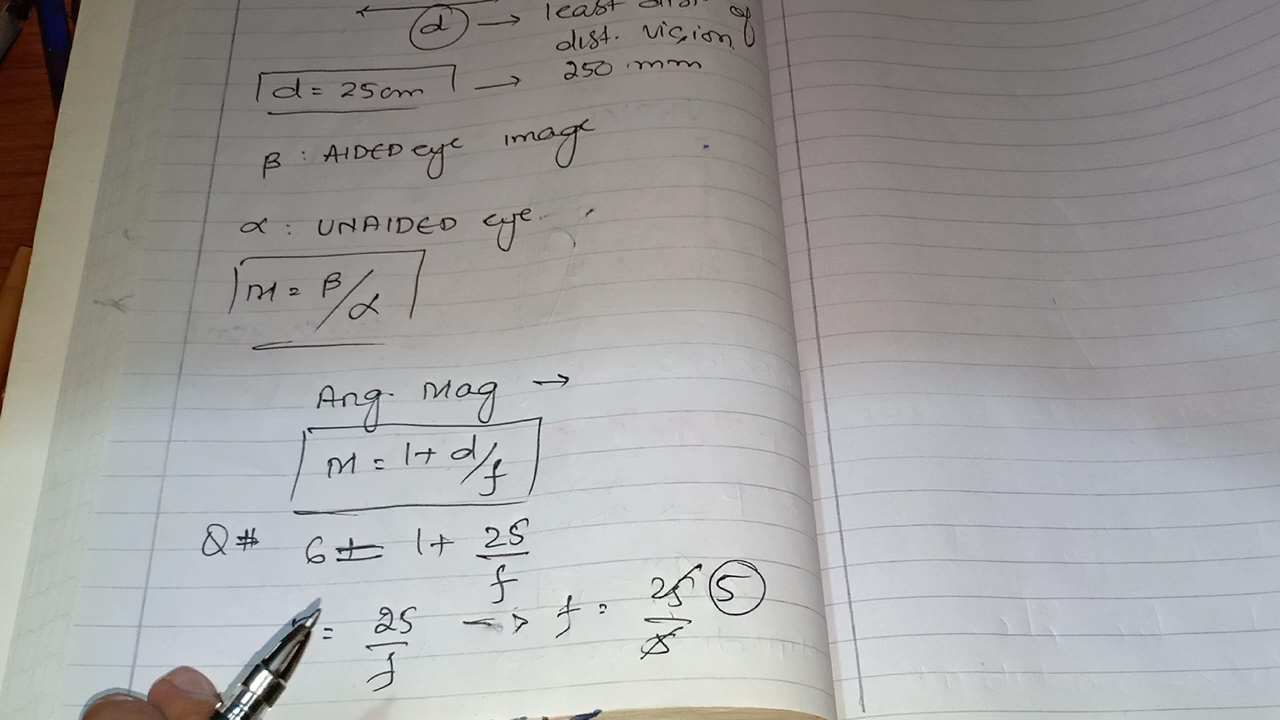 d → least dist. of
dist. vision
d = 25cm → 250 mm
β : AIDED eye image
α : UNAIDED eye.
M = β/α
Ang. Mag →
M = 1 + d/f
Q# 6 = 1 + 25/f
= 25/f → f = 25/5 5